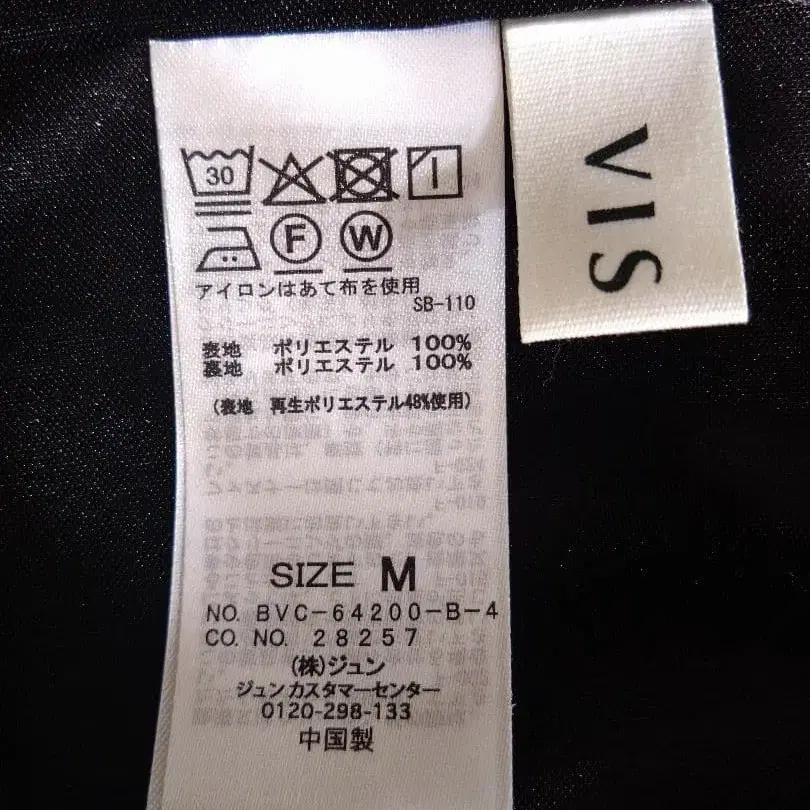 30
F W
アイロンはあて布を使用
SB-110
表地 ポリエステル 100%
裏地 ポリエステル 100%
(表地 再生ポリエステル48%使用)
SIZE M
NO. BVC-64200-B-4
CO. NO. 28257
(株)ジュン
ジュンカスタマーセンター
0120-298-133
中国製
VIS